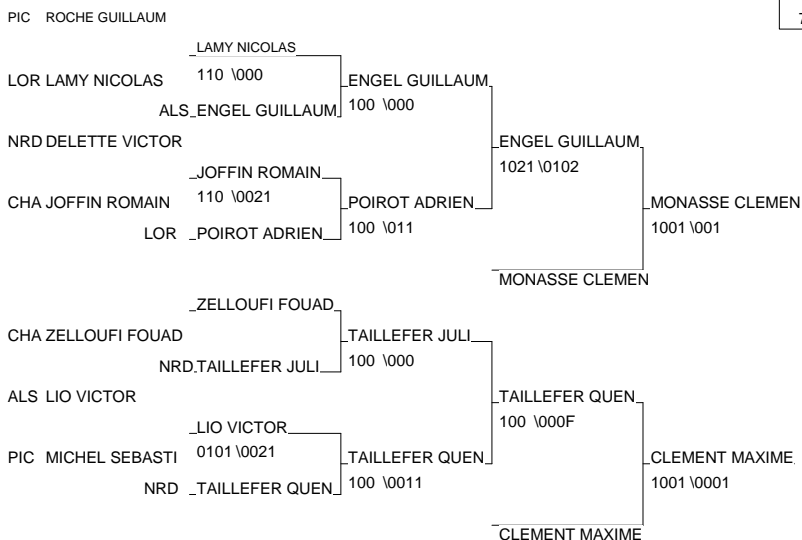 PIC ROCHE GUILLAUM
7
LAMY NICOLAS
LOR LAMY NICOLAS 110 \000 ENGEL GUILLAUM
ALS ENGEL GUILLAUM 100 \000
NRD DELETTE VICTOR ENGEL GUILLAUM
JOFFIN ROMAIN 1021 \0102
CHA JOFFIN ROMAIN 110 \0021 POIROT ADRIEN MONASSE CLEMEN
LOR POIROT ADRIEN 100 \011 1001 \001
MONASSE CLEMEN
ZELLOUFI FOUAD
CHA ZELLOUFI FOUAD TAILLEFER JULI
NRD TAILLEFER JULI 100 \000
ALS LIO VICTOR TAILLEFER QUEN
LIO VICTOR 100 \000F
PIC MICHEL SEBASTI 0101 \0021 TAILLEFER QUEN CLEMENT MAXIME
NRD TAILLEFER QUEN 100 \0011 1001 \0001
CLEMENT MAXIME